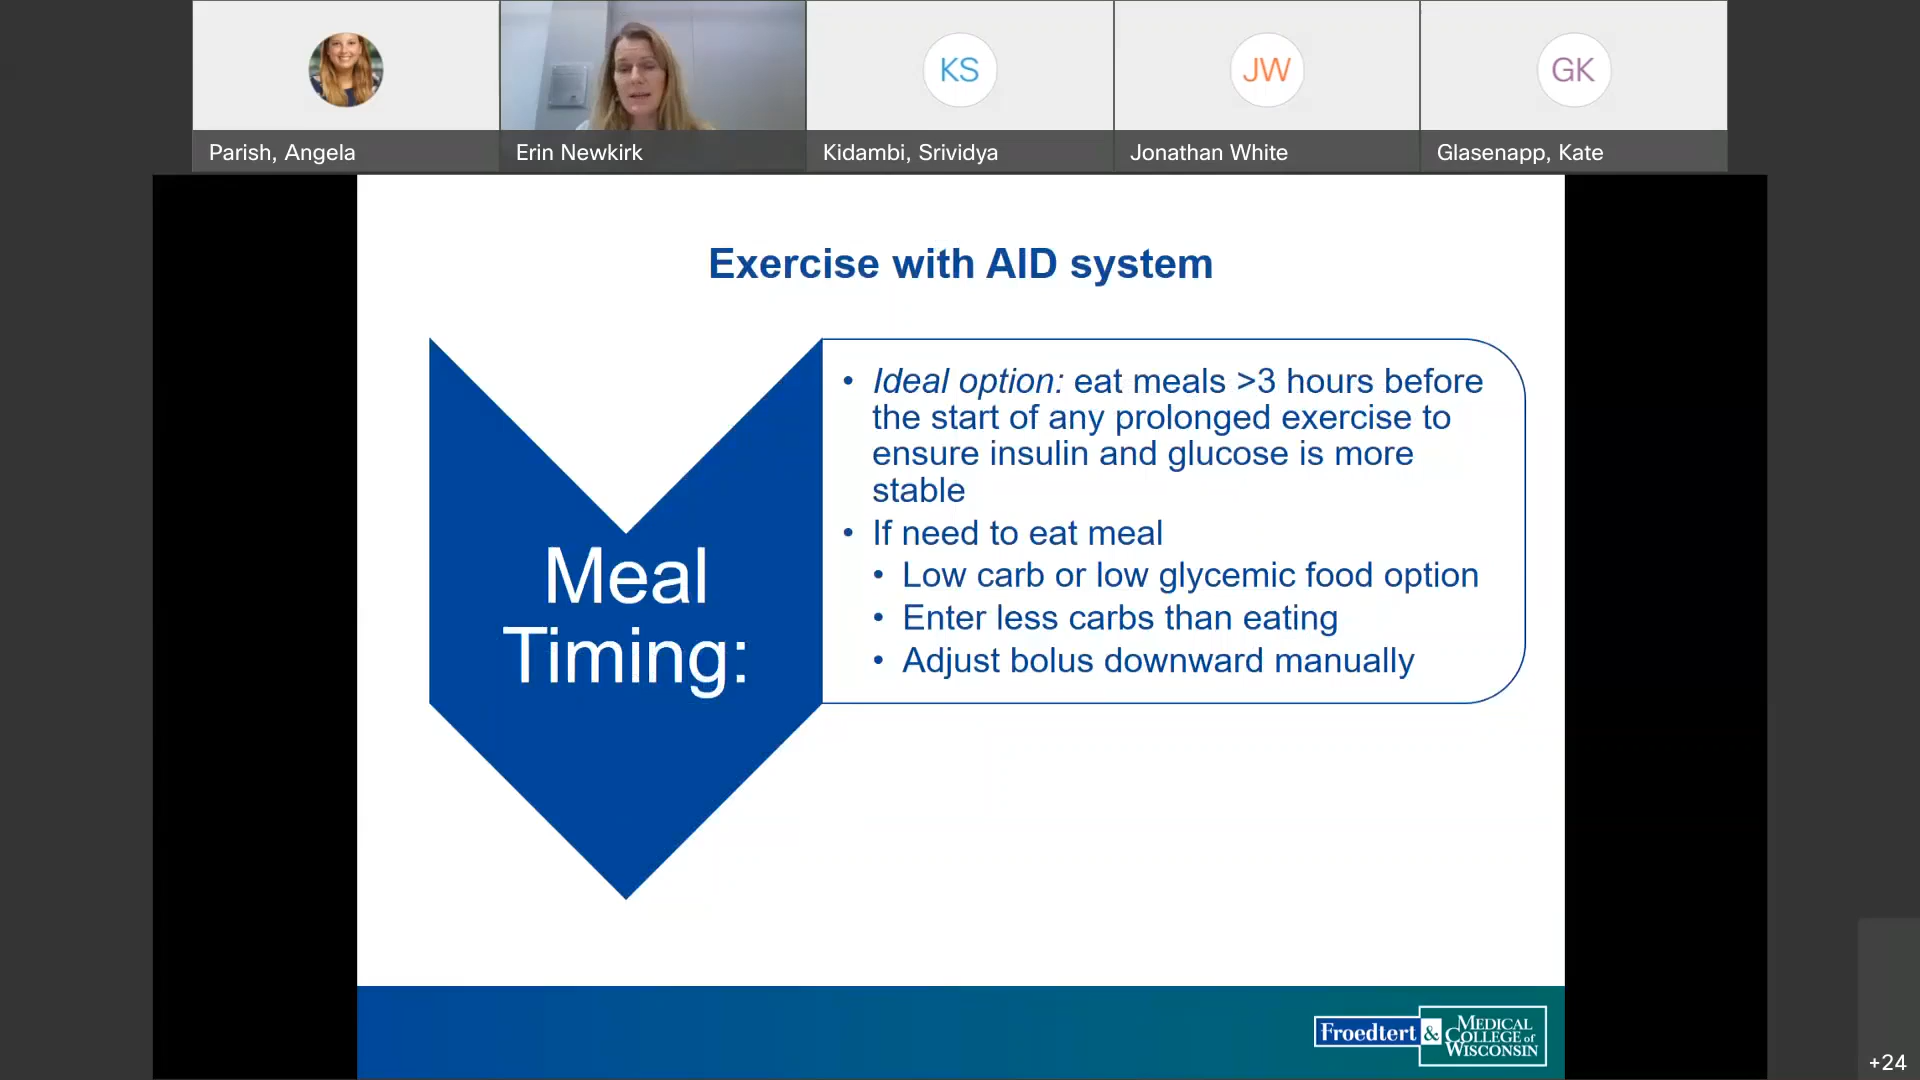 KS
JW
GK
Parish, Angela
Erin Newkirk
Kidambi, Srividya
Jonathan White
Glasenapp, Kate
Exercise with AID system
Meal
Timing:
• Ideal option: eat meals >3 hours before
the start of any prolonged exercise to
ensure insulin and glucose is more
stable
• If need to eat meal
• Low carb or low glycemic food option
• Enter less carbs than eating
• Adjust bolus downward manually
Froedtert & MEDICAL
COLLEGE of
WISCONSIN
+24